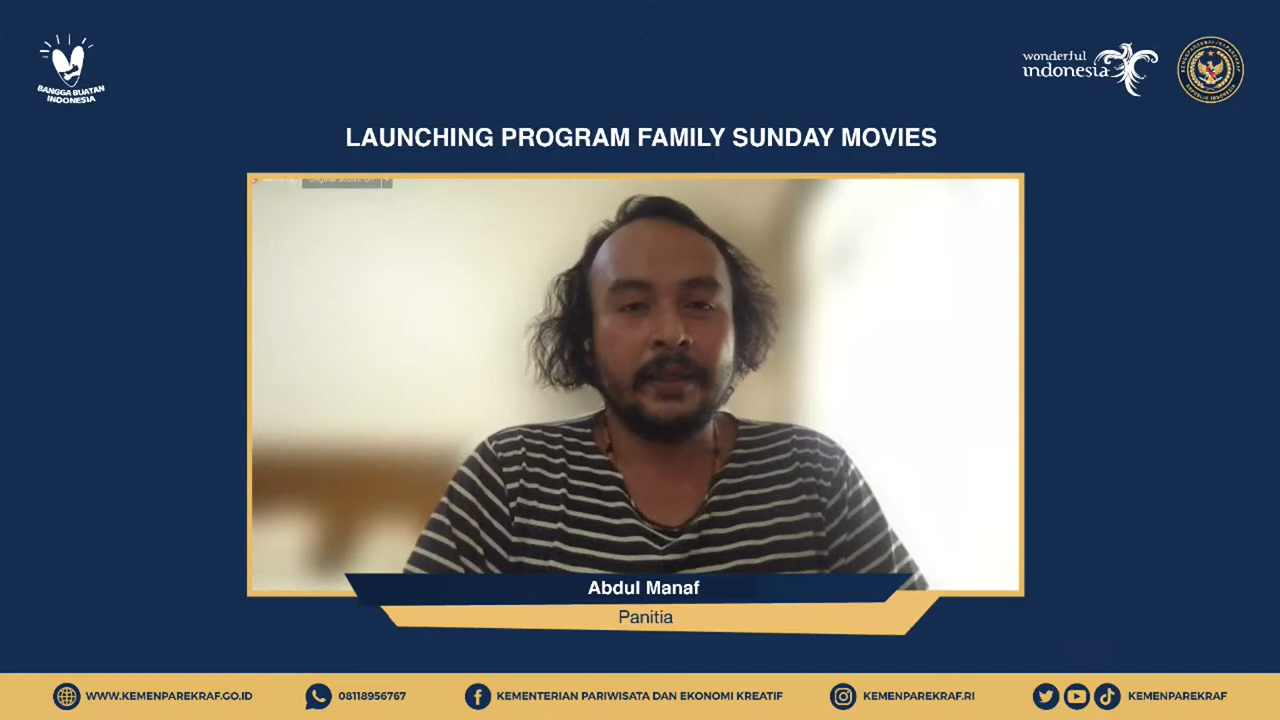 BANGGA BUATAN
INDONESIA
wonderful
indonesia
LAUNCHING PROGRAM FAMILY SUNDAY MOVIES
Abdul Manaf
Panitia
WWW.KEMENPAREKRAF.GO.ID
08118956767
KEMENTERIAN PARIWISATA DAN EKONOMI KREATIF
KEMENPAREKRAF.RI
KEMENPAREKRAF